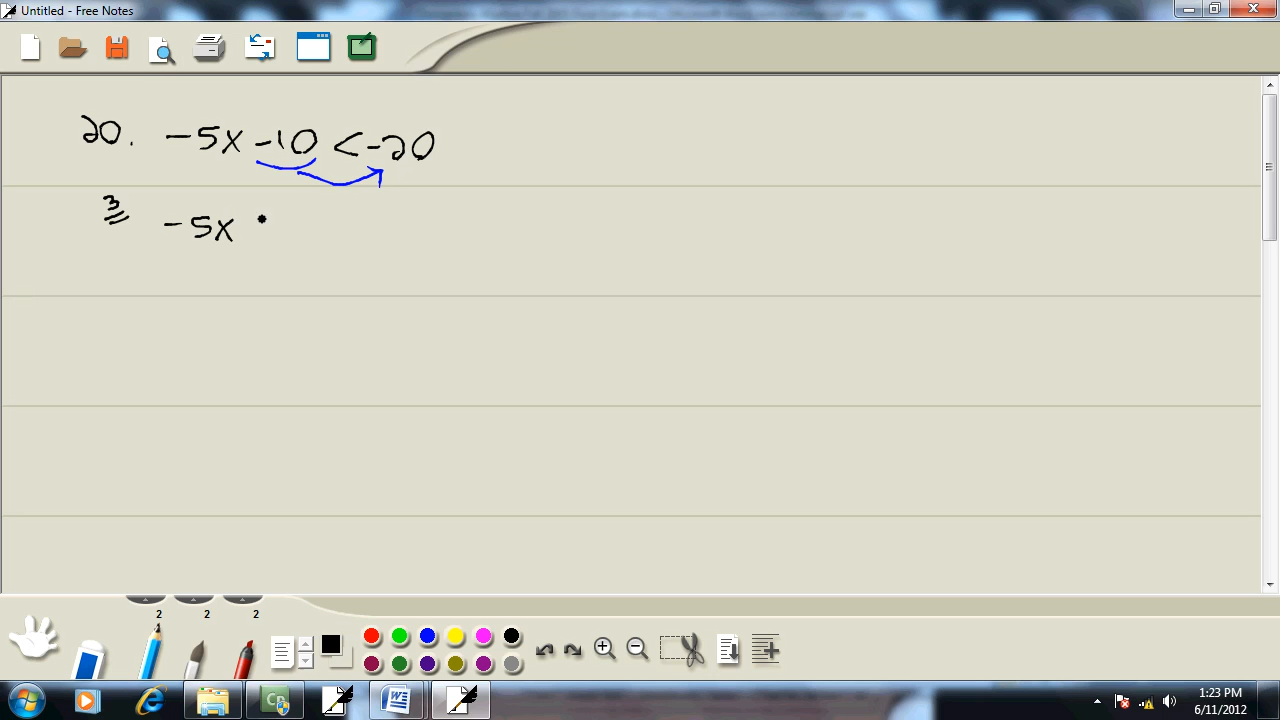 Untitled - Free Notes
20. -5x -10 < -20
3 -5x
2 2 2
1:23 PM
6/11/2012